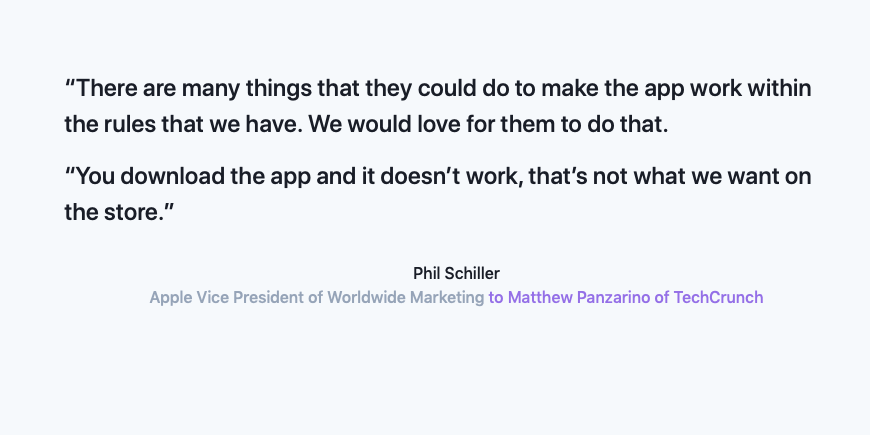 “There are many things that they could do to make the app work within
the rules that we have. We would love for them to do that.
“You download the app and it doesn’t work, that’s not what we want on
the store.”
Phil Schiller
Apple Vice President of Worldwide Marketing to Matthew Panzarino of TechCrunch